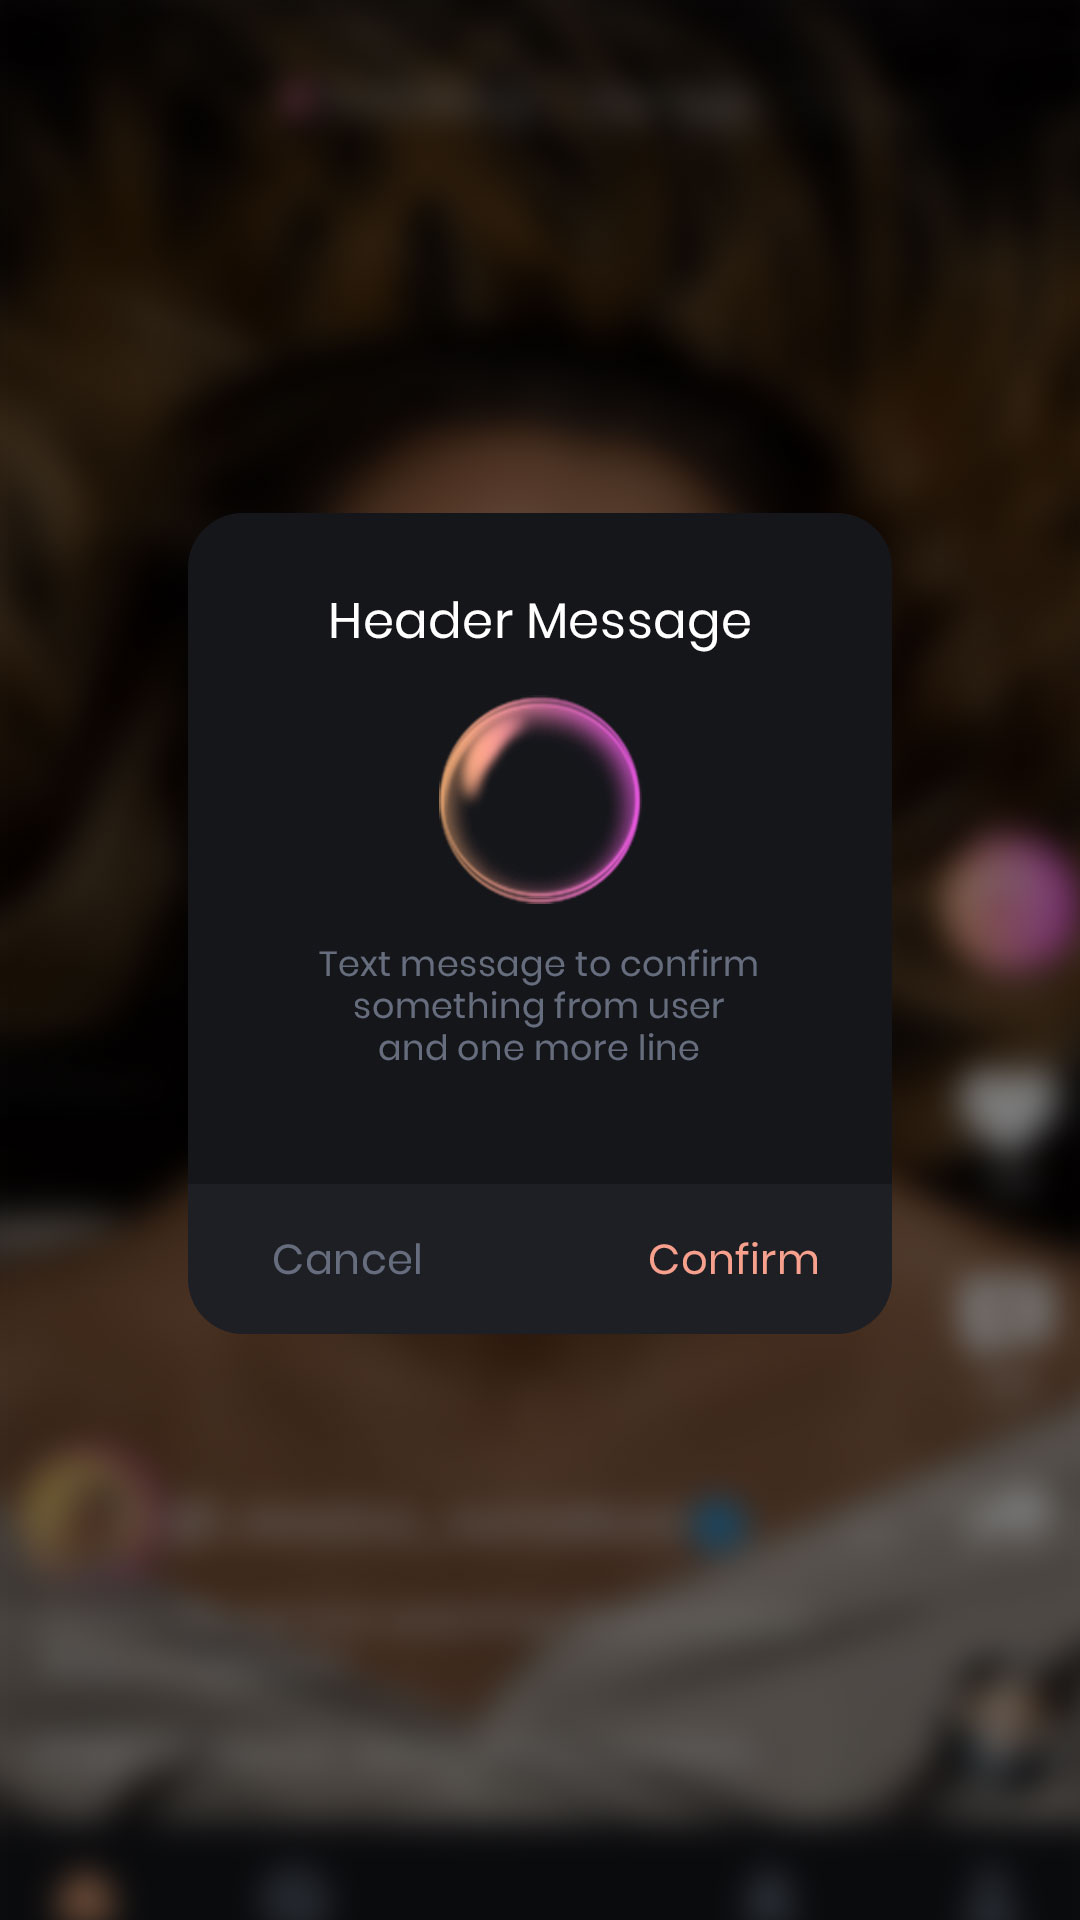 Header Message
Text message to confirm
something from user
and one more line
Cancel
Confirm